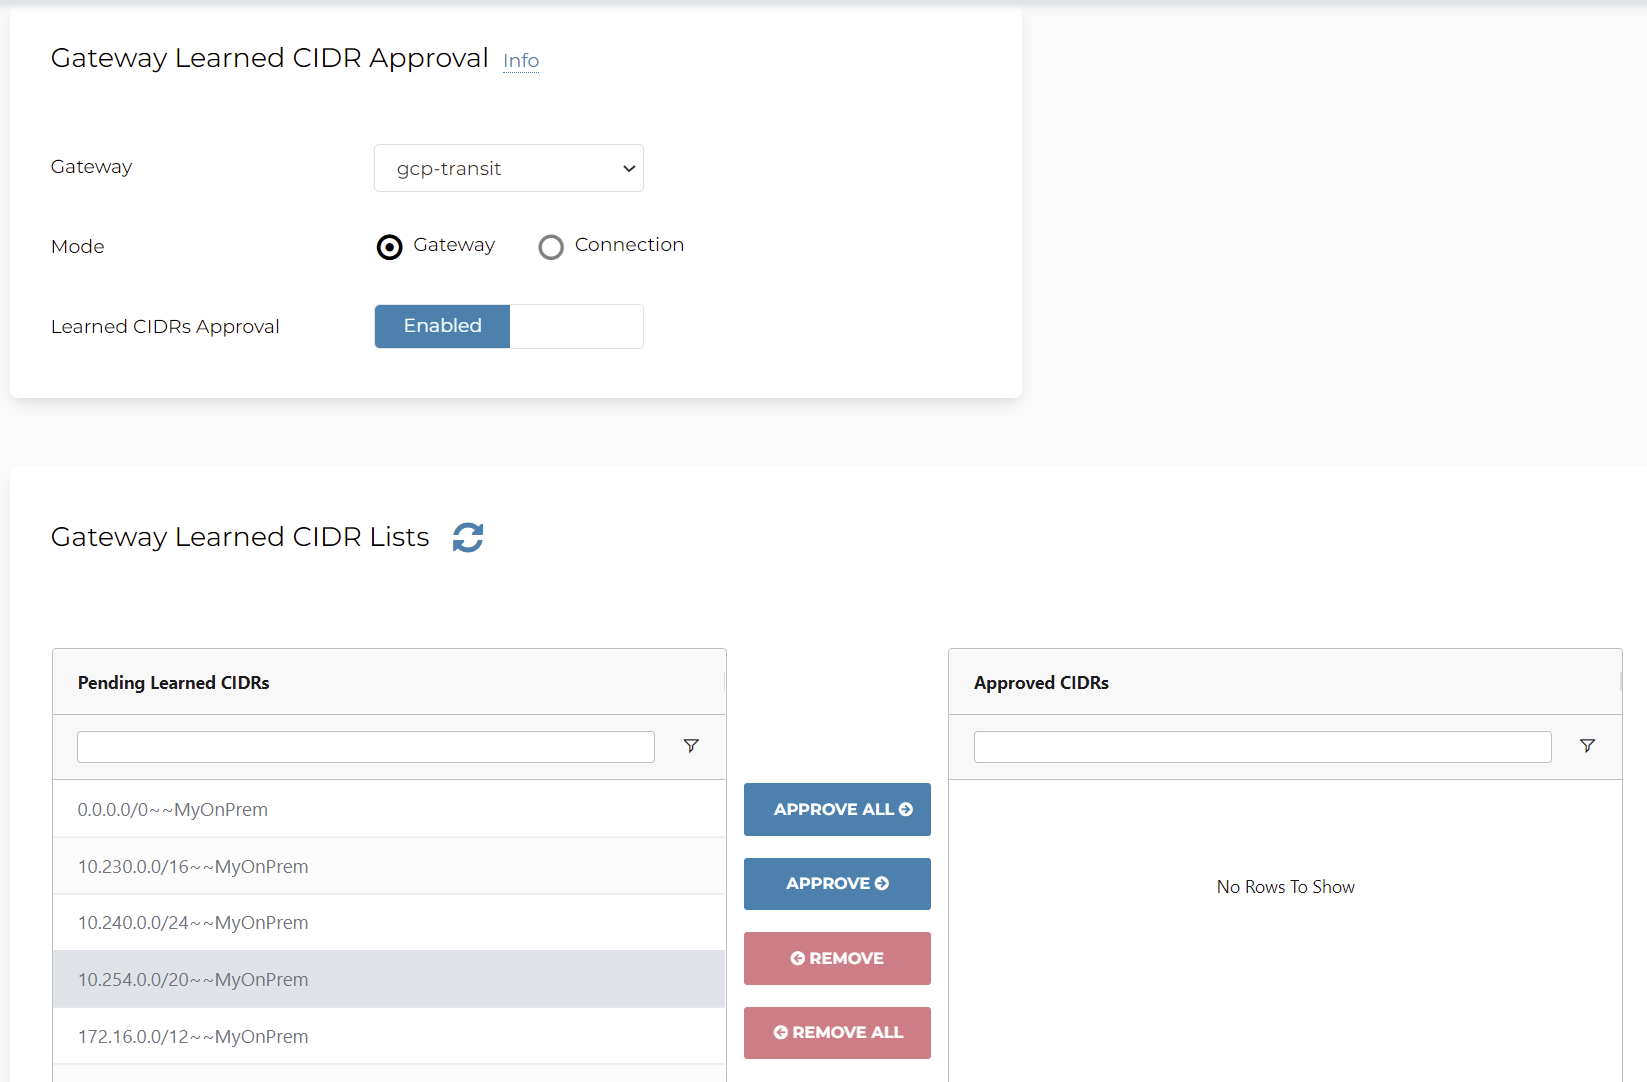 Gateway Learned CIDR Approval Info
Gateway
gcp-transit
Mode
Gateway
Connection
Learned CIDRs Approval
Enabled
Gateway Learned CIDR Lists
Pending Learned CIDRs
0.0.0.0/0~~MyOnPrem
10.230.0.0/16~~MyOnPrem
10.240.0.0/24~~MyOnPrem
10.254.0.0/20~~MyOnPrem
172.16.0.0/12~~MyOnPrem
APPROVE ALL
APPROVE
REMOVE
REMOVE ALL
Approved CIDRs
No Rows To Show